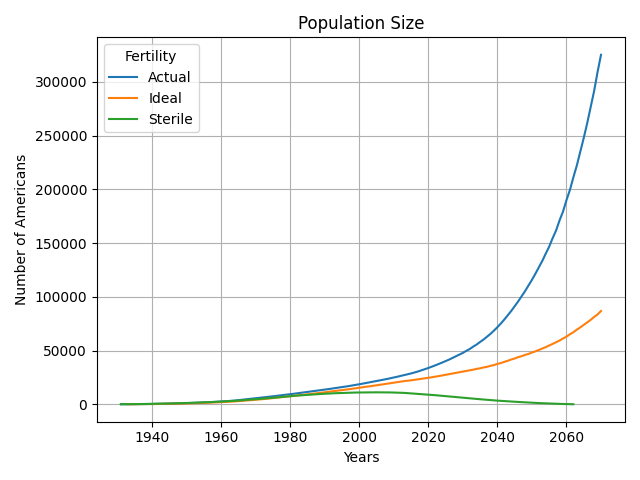 Population Size
Fertility
Actual
Ideal
Sterile
300000
250000
200000
150000
100000
50000
0
Number of Americans
1940 1960 1980 2000 2020 2040 2060
Years